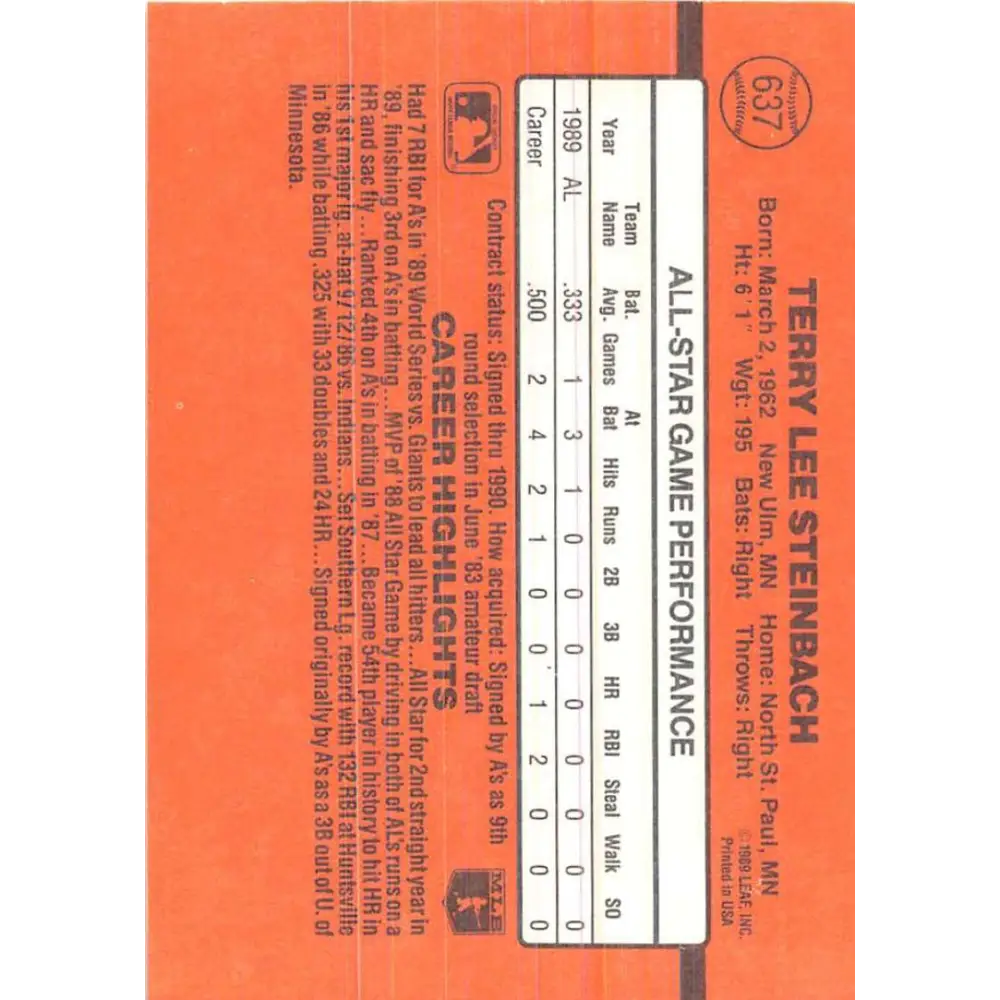 637
TERRY LEE STEINBACH
Born: March 2, 1962 New Ulm, MN Home: North St. Paul, MN
Ht: 6'1" Wgt: 195 Bats: Right Throws: Right
© 1989 LEAF, INC.
Printed in USA
ALL-STAR GAME PERFORMANCE
Year Team Name Bat. Avg. Games At Bat Hits Runs 2B 3B HR RBI Steal Walk SO
1989 AL .333 1 3 1 0 0 0 0 0 0 0 0
Career .500 2 4 2 1 0 0 1 2 0 0 0
Contract status: Signed thru 1990. How acquired: Signed by A's as 9th
round selection in June '83 amateur draft
MLB
CAREER HIGHLIGHTS
Had 7 RBI for A's in '89 World Series vs. Giants to lead all hitters...All Star for 2nd straight year in
'89, finishing 3rd on A's in batting...MVP of '88 All Star Game by driving in both of AL's runs on a
HR and sac fly...Ranked 4th on A's in batting in '87...Became 54th player in history to hit HR in
his 1st major lg. at-bat 9/12/86 vs. Indians...Set Southern Lg. record with 132 RBI at Huntsville
in '86 while batting .325 with 33 doubles and 24 HR...Signed originally by A's as a 3B out of U. of
Minnesota.